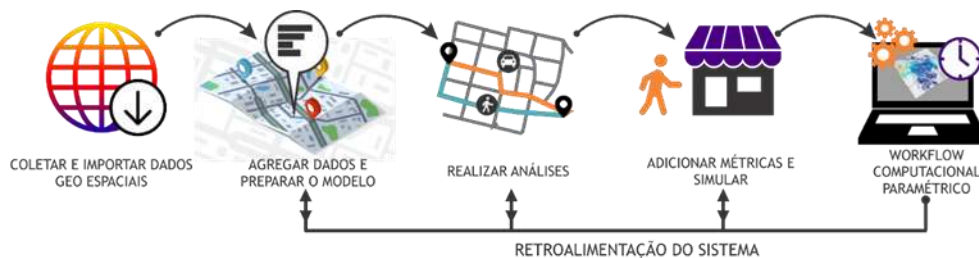 COLETAR E IMPORTAR DADOS
GEO ESPACIAIS
AGREGAR DADOS E
PREPARAR O MODELO
REALIZAR ANÁLISES
ADICIONAR MÉTRICAS E
SIMULAR
WORKFLOW
COMPUTACIONAL
PARAMÉTRICO
RETROALIMENTAÇÃO DO SISTEMA